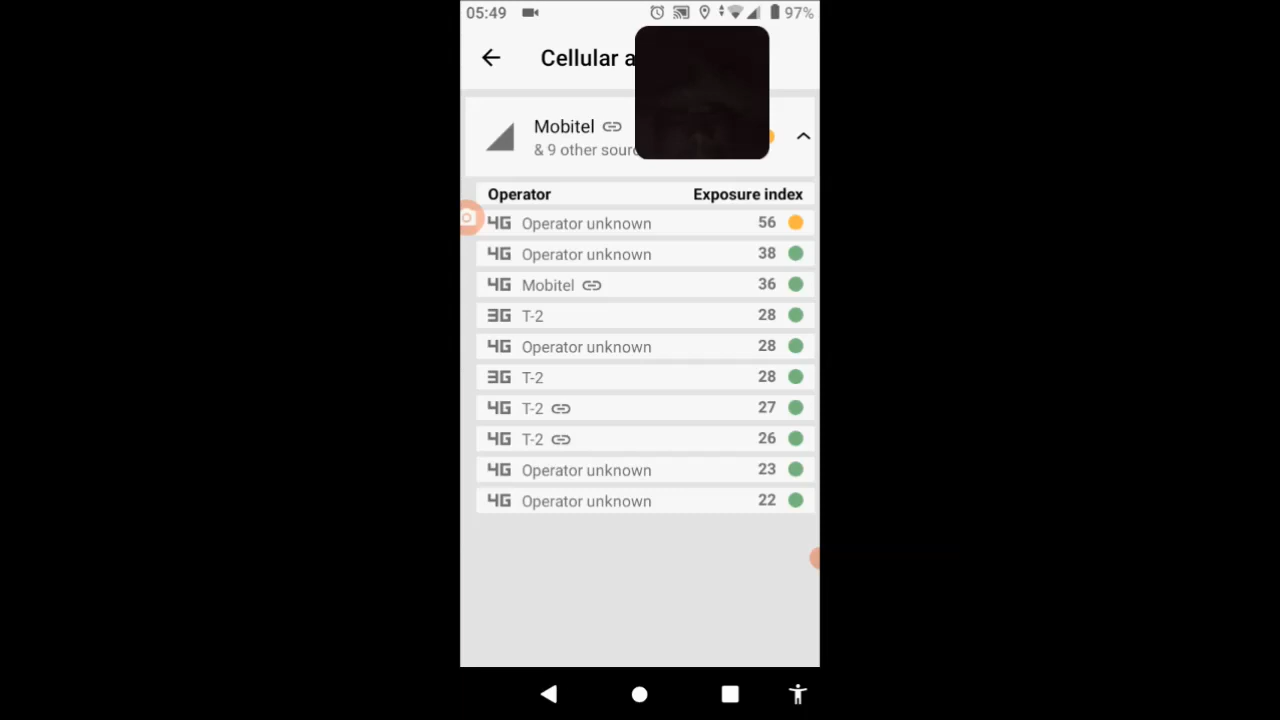 05:49 97%
Cellular
Mobitel
& 9 other
Operator Exposure index
4G Operator unknown 56
4G Operator unknown 38
4G Mobitel 36
3G T-2 28
4G Operator unknown 28
3G T-2 28
4G T-2 27
4G T-2 26
4G Operator unknown 23
4G Operator unknown 22